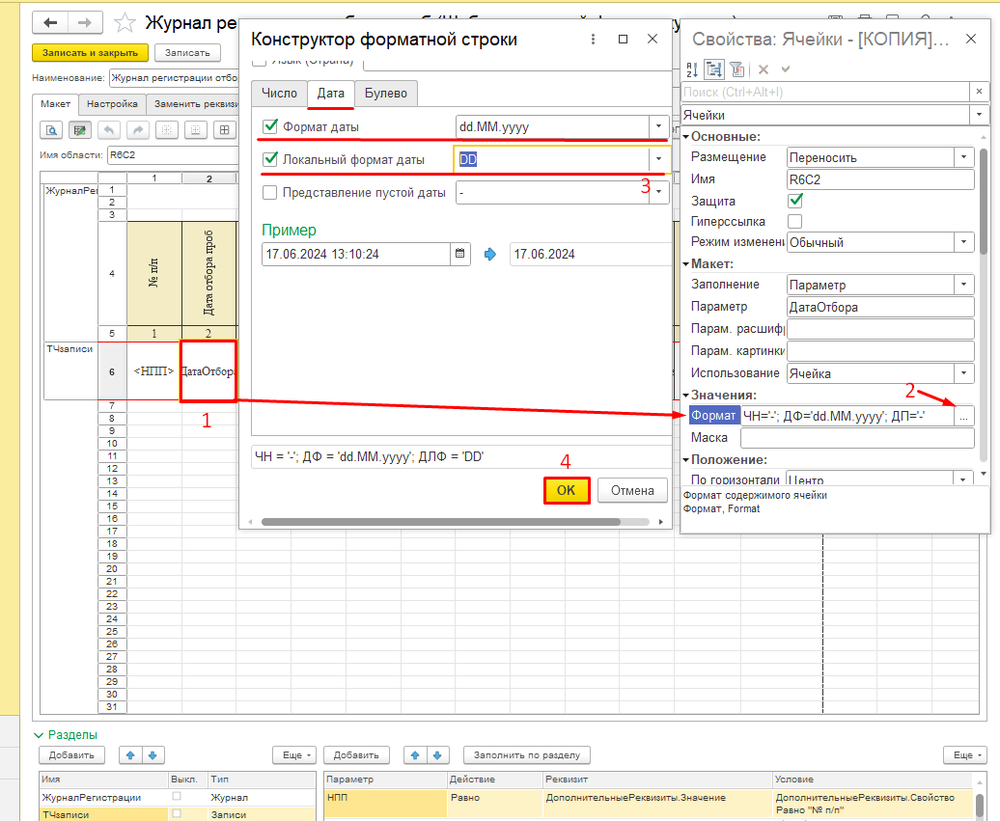 Журнал ре
Записать и закрыть
Записать
Наименование:
Журнал регистрации отбо
Макет
Настройка
Заменить реквизи
Имя области:
R6C2
1
2
ЖурналРег
1
2
3
4
№ п/п
Дата отбора проб
5
1
2
ТЧзаписи
6
<НПП>
ДатаОтбора
7
8
9
10
11
12
13
14
15
16
17
18
19
20
21
22
23
24
25
26
27
28
29
30
31
1
Конструктор форматной строки
Язык (Страна)
Число
Дата
Булево
Формат даты
dd.MM.yyyy
Локальный формат даты
DD
Представление пустой даты
-
3
Пример
17.06.2024 13:10:24
17.06.2024
ЧН = '-'; ДФ = 'dd.MM.yyyy'; ДЛФ = 'DD'
4
OK
Отмена
Свойства: Ячейки - [КОПИЯ]...
Поиск (Ctrl+Alt+I)
Ячейки
Основные:
Размещение
Переносить
Имя
R6C2
Защита
Гиперссылка
Режим изменени
Обычный
Макет:
Заполнение
Параметр
Параметр
ДатаОтбора
Парам. расшифр
Парам. картинки
Использование
Ячейка
Значения:
2
Формат
ЧН='-'; ДФ='dd.MM.yyyy'; ДП='-'
...
Маска
Положение:
По горизонтали
Центр
Формат содержимого ячейки
Формат, Format
Разделы
Добавить
Еще
Добавить
Заполнить по разделу
Еще
Имя
Выкл.
Тип
Параметр
Действие
Реквизит
Условие
ЖурналРегистрации
Журнал
НПП
Равно
ДополнительныеРеквизиты.Значение
ДополнительныеРеквизиты.Свойство
Равно "№ п/п"
ТЧзаписи
Записи